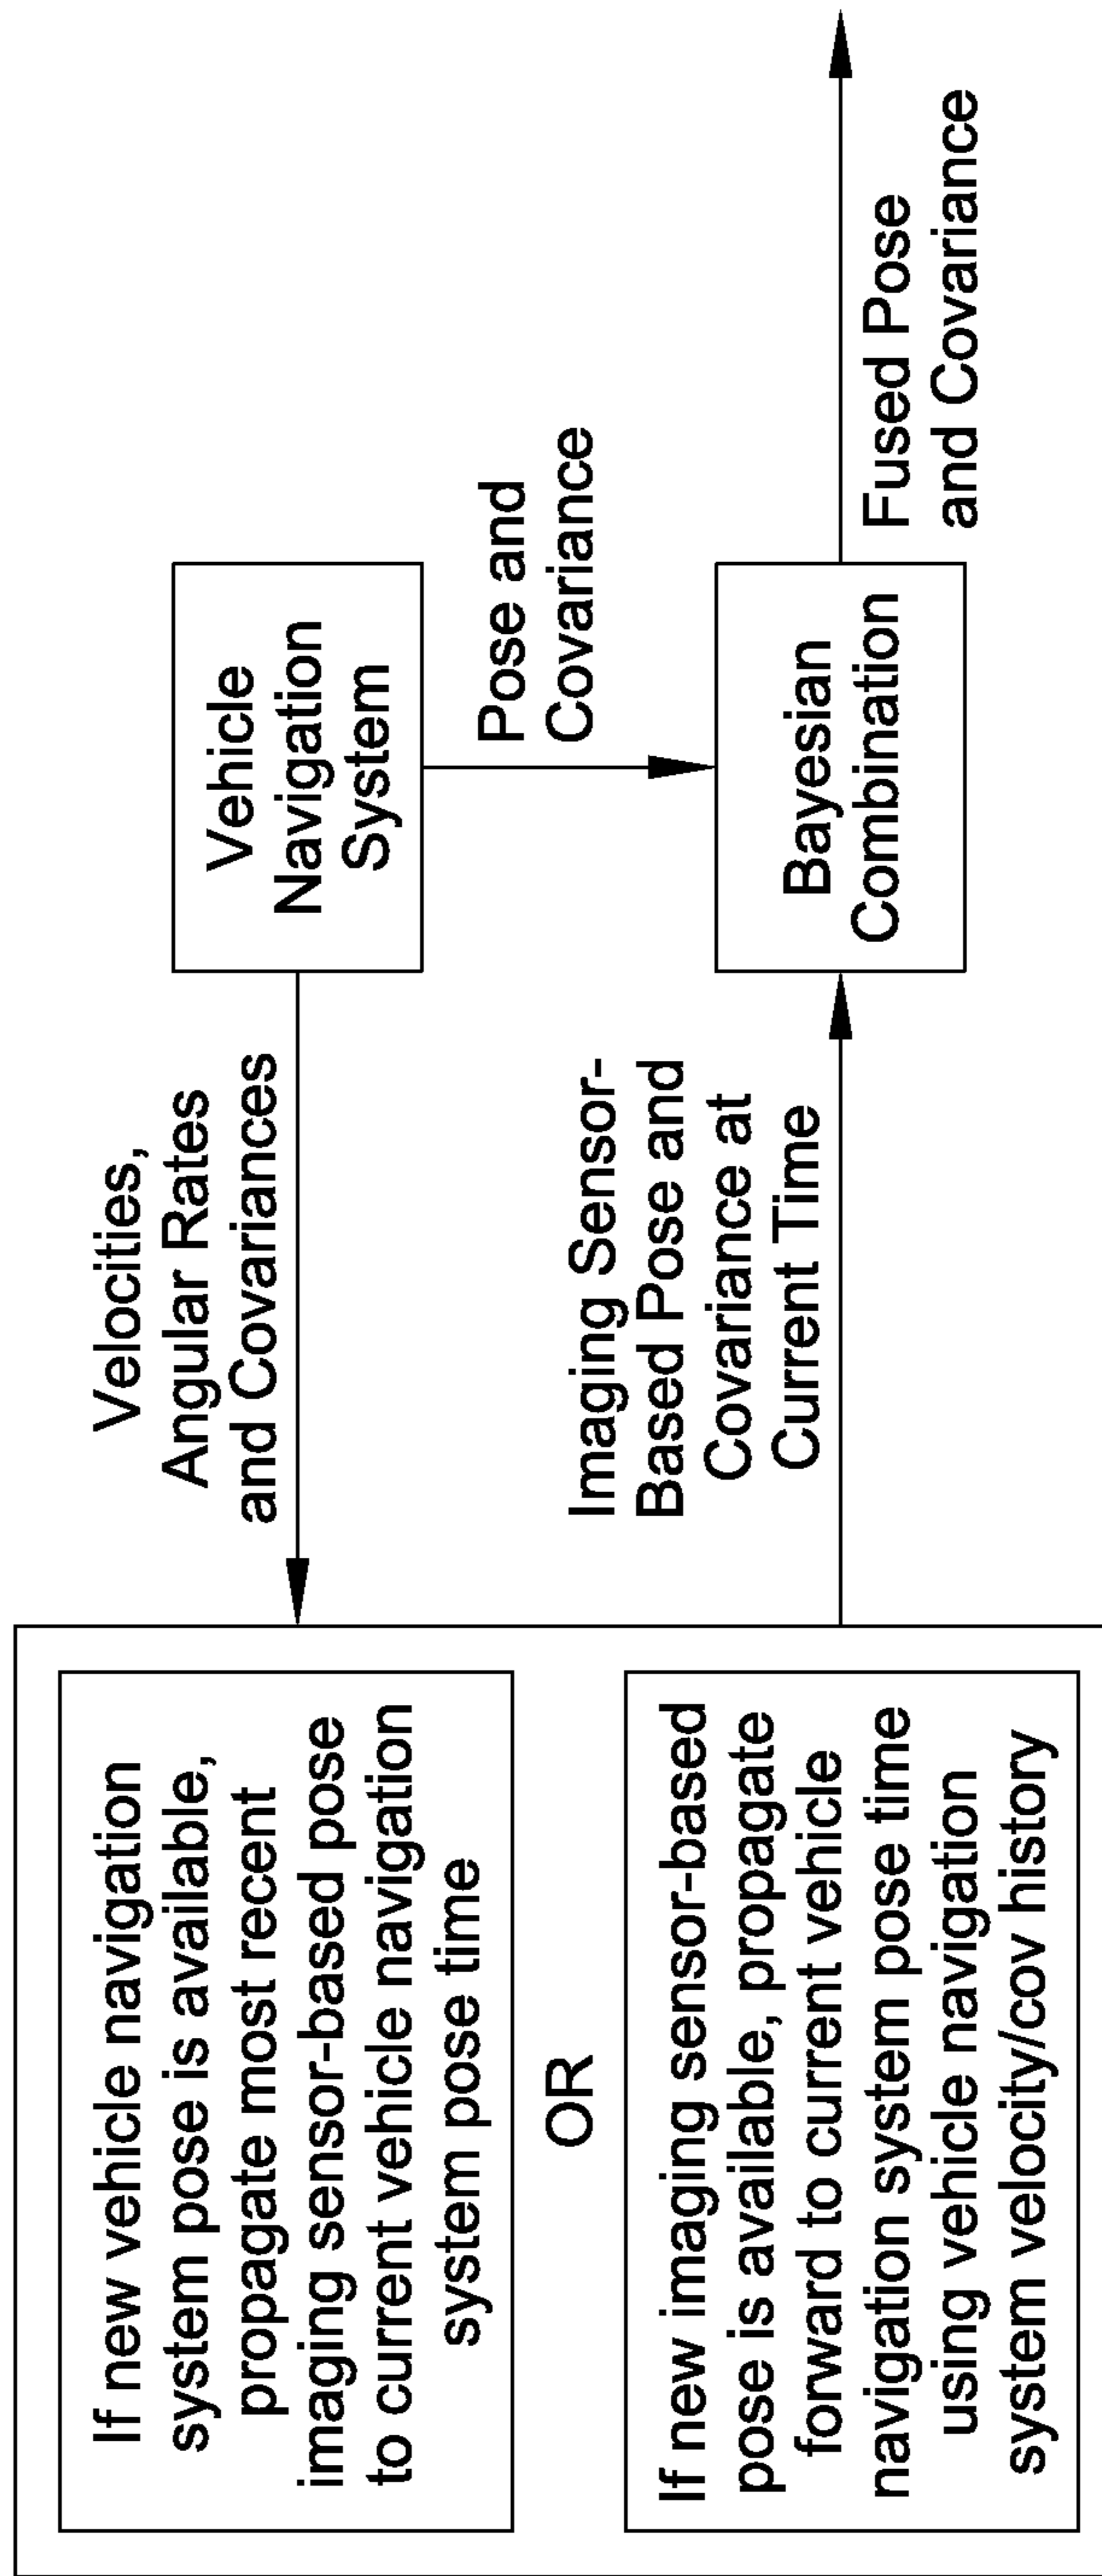 If new vehicle navigation
system pose is available,
propagate most recent
imaging sensor-based pose
to current vehicle navigation
system pose time
OR
If new imaging sensor-based
pose is available, propagate
forward to current vehicle
navigation system pose time
using vehicle navigation
system velocity/cov history
Velocities,
Angular Rates
and Covariances
Vehicle
Navigation
System
Pose and
Covariance
Imaging Sensor-
Based Pose and
Covariance at
Current Time
Bayesian
Combination
Fused Pose
and Covariance